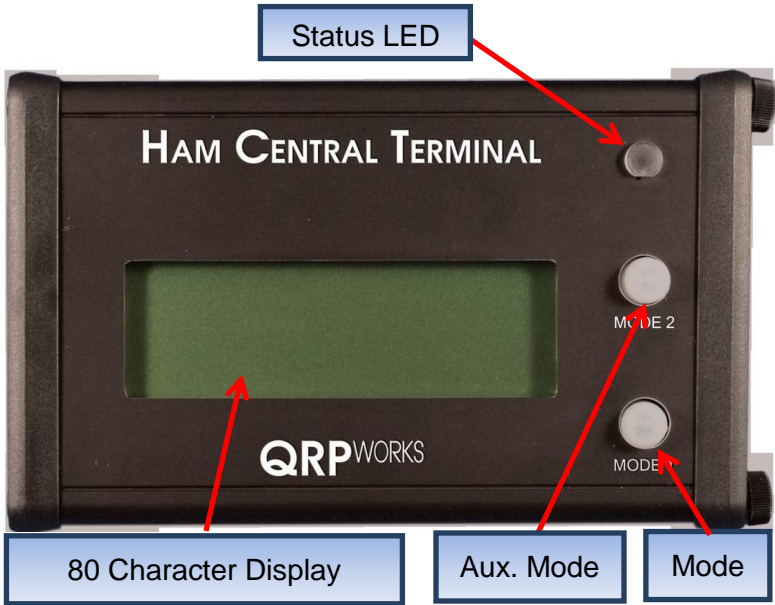 Status LED
HAM CENTRAL TERMINAL
MODE 2
QRPWORKS
MODE
80 Character Display
Aux. Mode
Mode